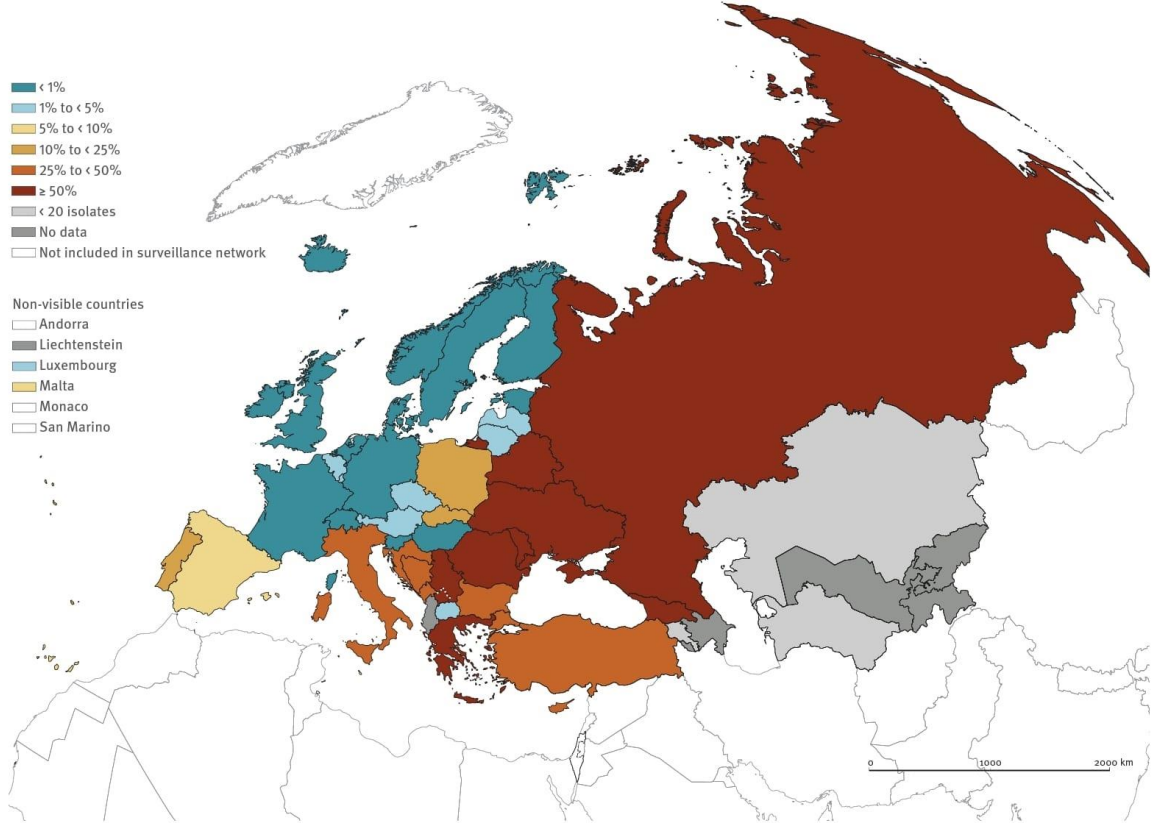 < 1%
1% to < 5%
5% to < 10%
10% to < 25%
25% to < 50%
≥ 50%
< 20 isolates
No data
Not included in surveillance network
Non-visible countries
Andorra
Liechtenstein
Luxembourg
Malta
Monaco
San Marino
0 1000 2000 km